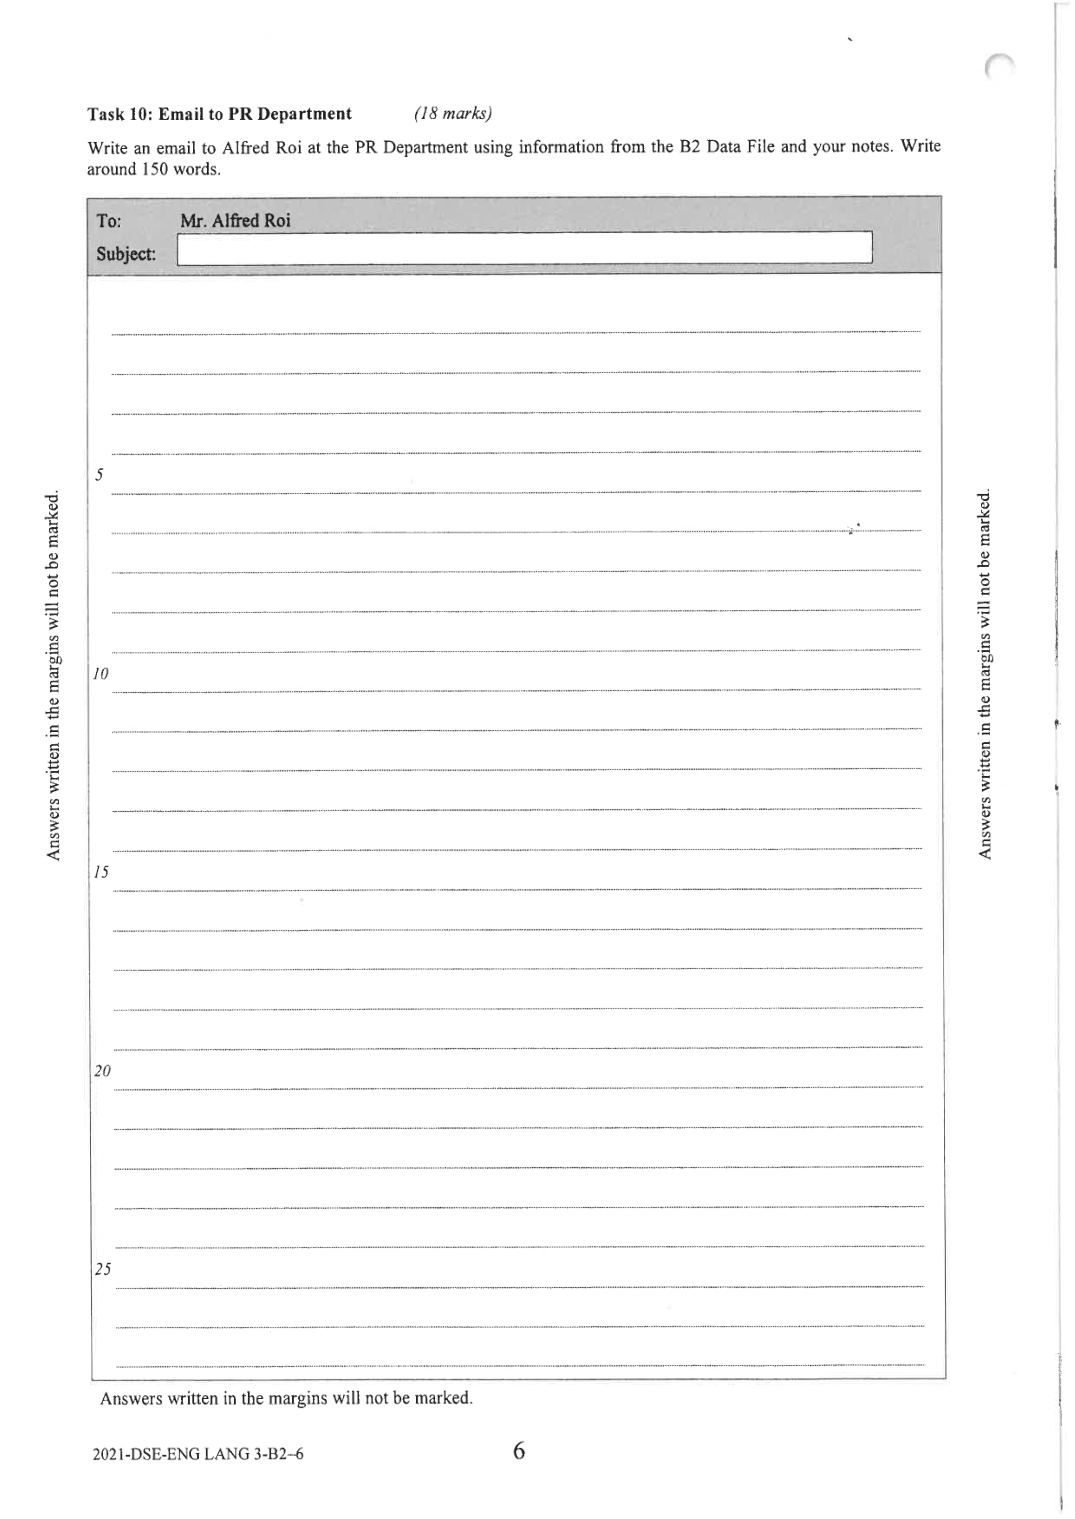 Task 10: Email to PR Department (18 marks)
Write an email to Alfred Roi at the PR Department using information from the B2 Data File and your notes. Write
around 150 words.
To: Mr. Alfred Roi
Subject:
5
10
15
20
25
Answers written in the margins will not be marked.
Answers written in the margins will not be marked.
Answers written in the margins will not be marked.
2021-DSE-ENG LANG 3-B2–6
6